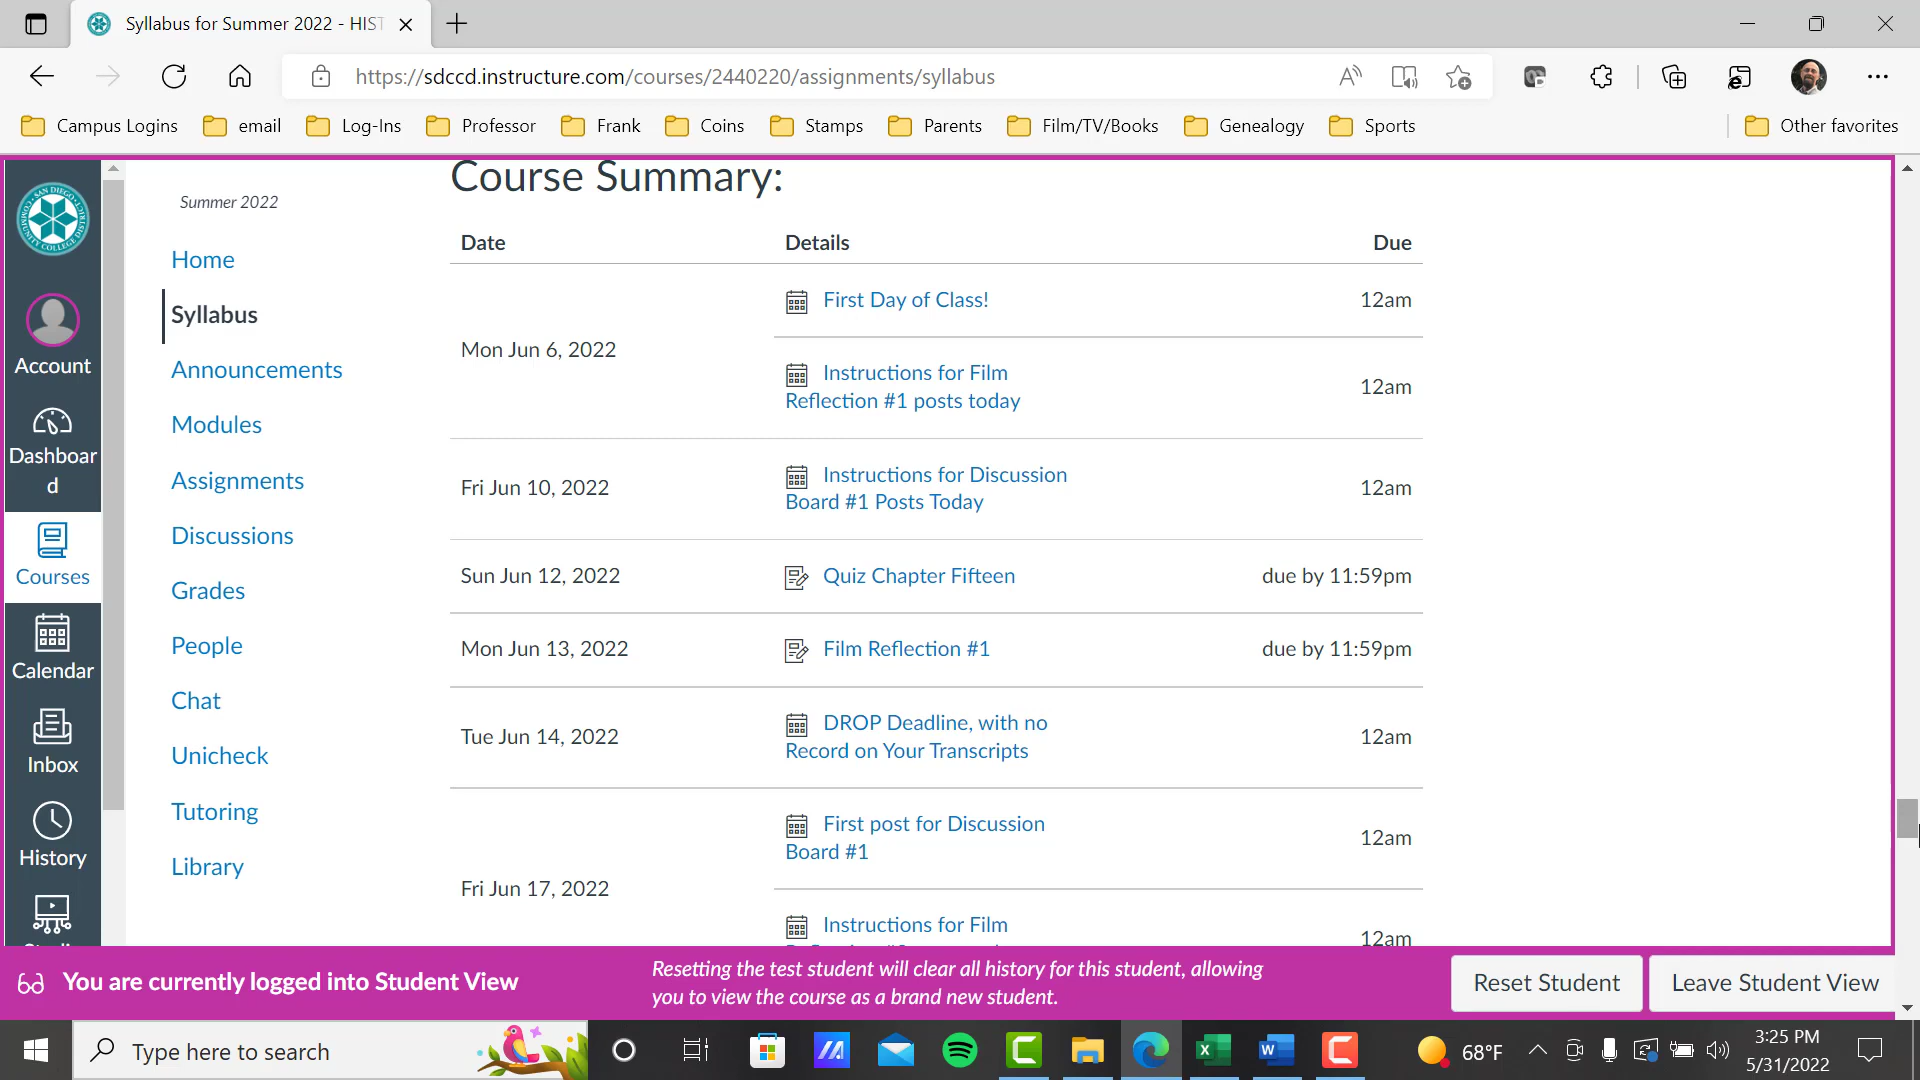 Syllabus for Summer 2022 - HIST
https://sdccd.instructure.com/courses/2440220/assignments/syllabus
Campus Logins email Log-Ins Professor Frank Coins Stamps Parents Film/TV/Books Genealogy Sports Other favorites
SAN DIEGO COMMUNITY COLLEGE DISTRICT
Account
Dashboar
d
Courses
Calendar
Inbox
History
Summer 2022
Home
Syllabus
Announcements
Modules
Assignments
Discussions
Grades
People
Chat
Unicheck
Tutoring
Library
Course Summary:
Date Details Due
Mon Jun 6, 2022
First Day of Class! 12am
Instructions for Film
Reflection #1 posts today
12am
Fri Jun 10, 2022
Instructions for Discussion
Board #1 Posts Today
12am
Sun Jun 12, 2022 Quiz Chapter Fifteen due by 11:59pm
Mon Jun 13, 2022 Film Reflection #1 due by 11:59pm
Tue Jun 14, 2022
DROP Deadline, with no
Record on Your Transcripts
12am
Fri Jun 17, 2022
First post for Discussion
Board #1
12am
Instructions for Film
12am
You are currently logged into Student View
Resetting the test student will clear all history for this student, allowing
you to view the course as a brand new student.
Reset Student
Leave Student View
Type here to search
68°F
3:25 PM
5/31/2022